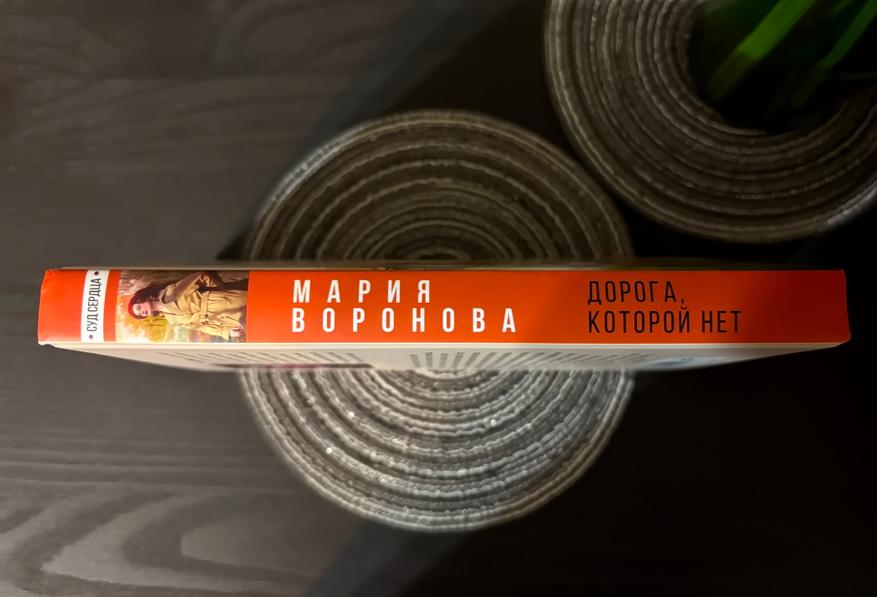 СУД СЕРДЦА
МАРИЯ
ВОРОНОВА
ДОРОГА,
КОТОРОЙ НЕТ